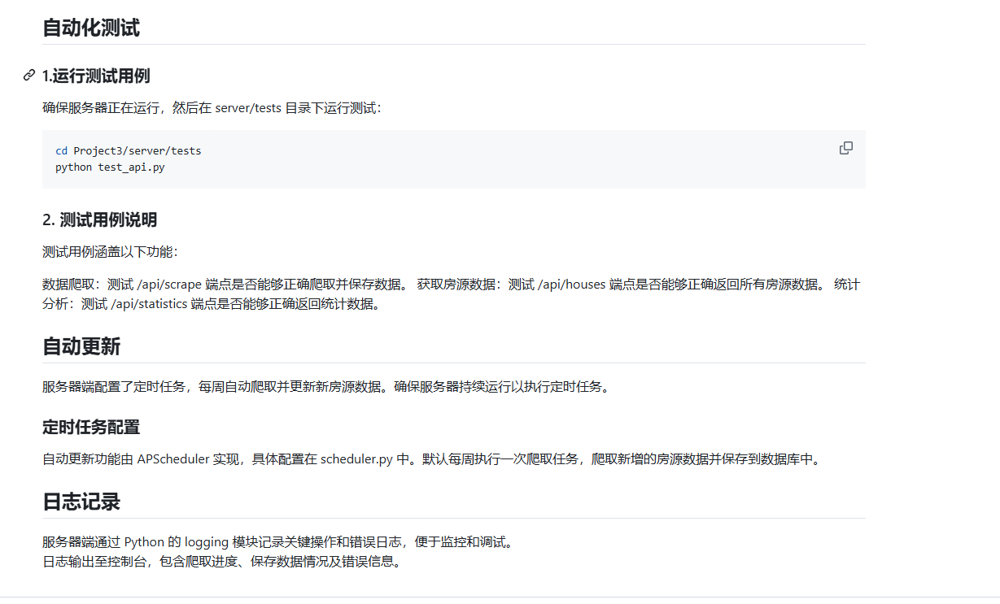 自动化测试
1.运行测试用例
确保服务器正在运行，然后在 server/tests 目录下运行测试：
cd Project3/server/tests
python test_api.py
2. 测试用例说明
测试用例涵盖以下功能：
数据爬取：测试 /api/scrape 端点是否能够正确爬取并保存数据。 获取房源数据：测试 /api/houses 端点是否能够正确返回所有房源数据。 统计
分析：测试 /api/statistics 端点是否能够正确返回统计数据。
自动更新
服务器端配置了定时任务，每周自动爬取并更新新房源数据。确保服务器持续运行以执行定时任务。
定时任务配置
自动更新功能由 APScheduler 实现，具体配置在 scheduler.py 中。默认每周执行一次爬取任务，爬取新增的房源数据并保存到数据库中。
日志记录
服务器端通过 Python 的 logging 模块记录关键操作和错误日志，便于监控和调试。
日志输出至控制台，包含爬取进度、保存数据情况及错误信息。